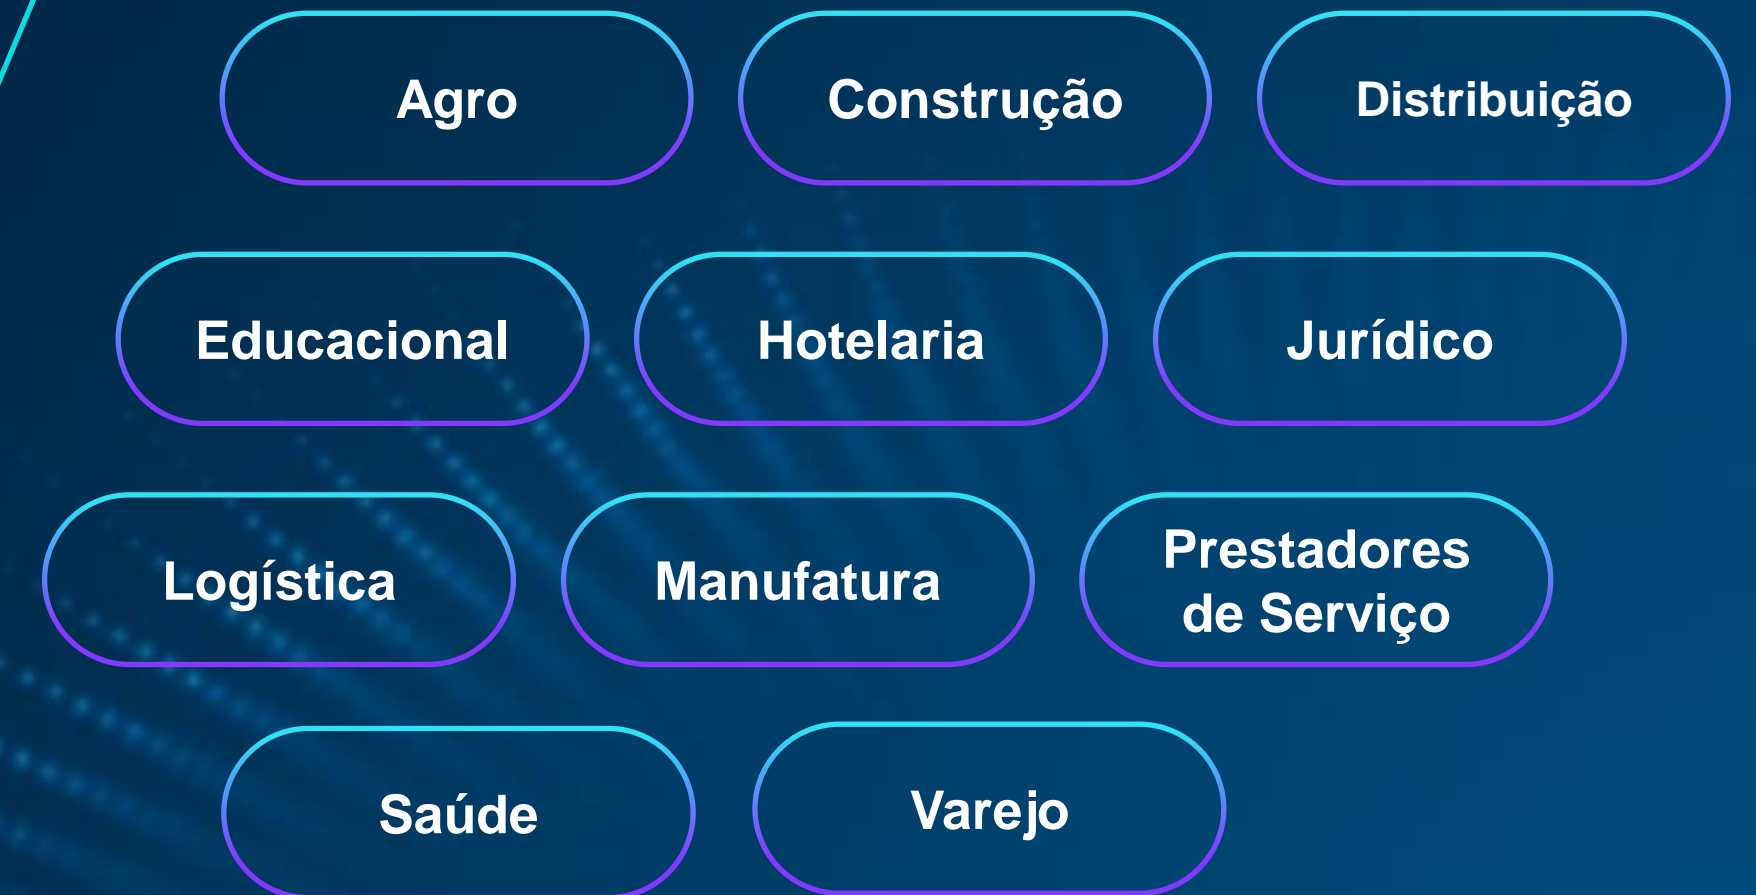 Agro
Construção
Distribuição
Educacional
Hotelaria
Jurídico
Logística
Manufatura
Prestadores
de Serviço
Saúde
Varejo